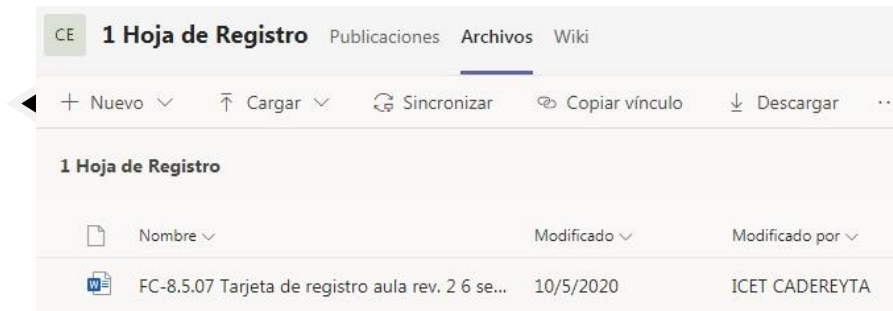 CE 1 Hoja de Registro Publicaciones Archivos Wiki
Nuevo Cargar Sincronizar Copiar vínculo Descargar ...
1 Hoja de Registro
Nombre Modificado Modificado por
FC-8.5.07 Tarjeta de registro aula rev. 2 6 se... 10/5/2020 ICET CADEREYTA